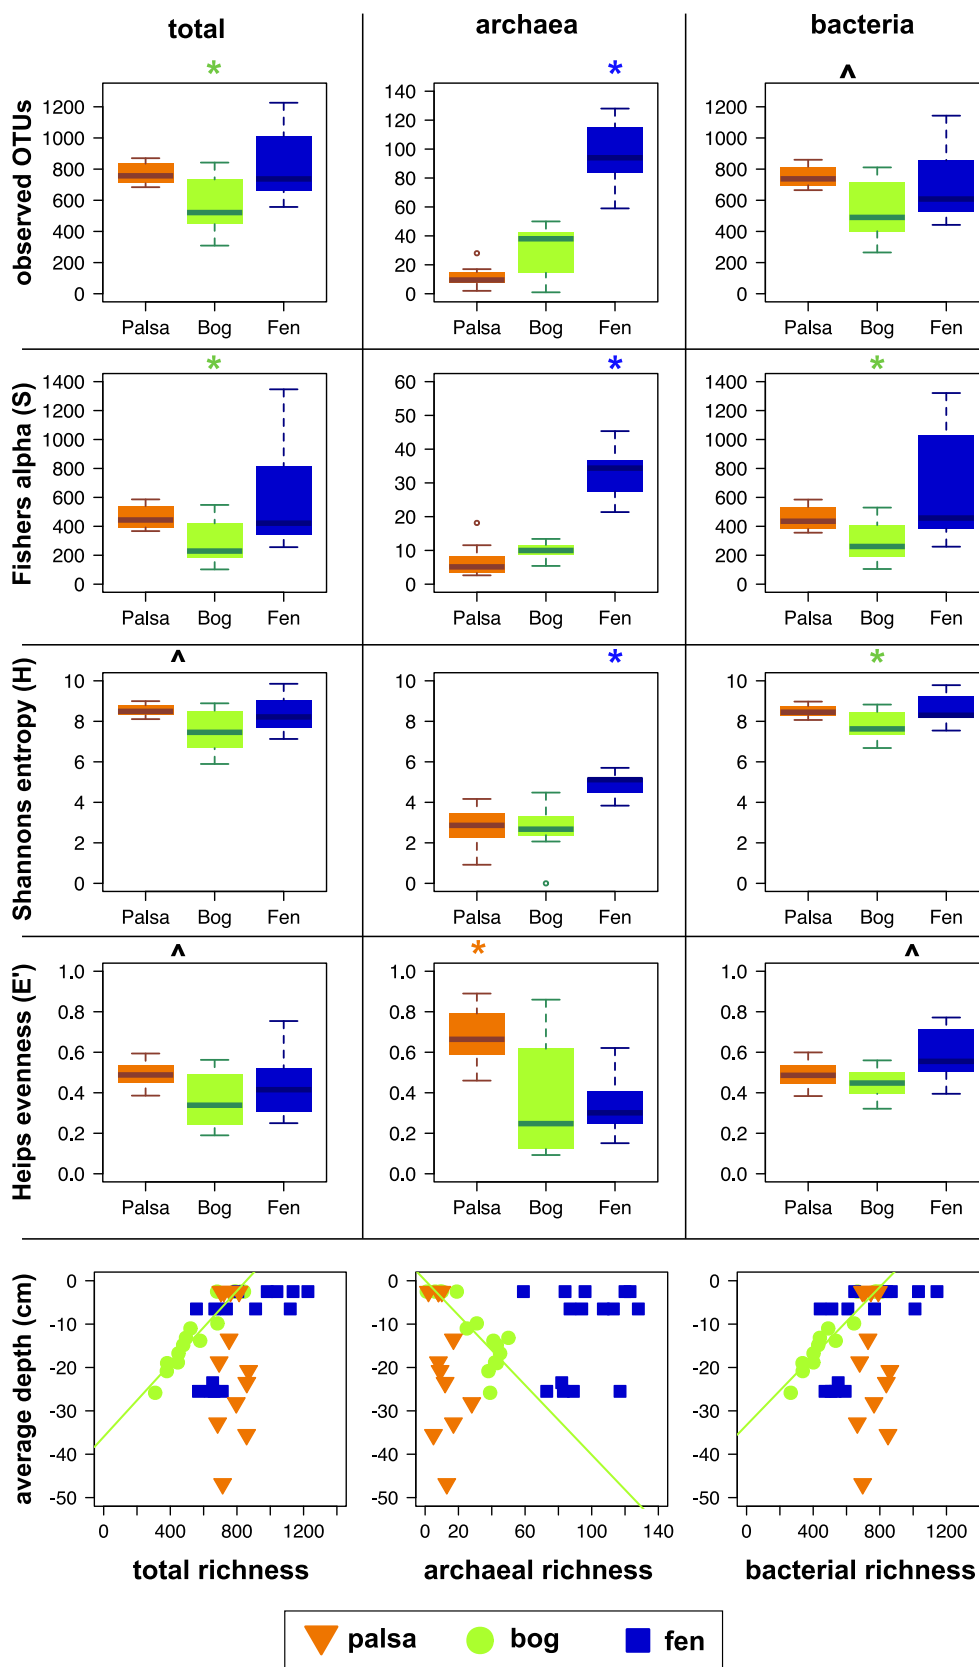 total archaea bacteria
* * ^
observed OTUs
1200 1000 800 600 400 200 0
Palsa Bog Fen
140 120 100 80 60 40 20 0
Palsa Bog Fen
1200 1000 800 600 400 200 0
Palsa Bog Fen
* * *
Fishers alpha (S)
1400 1200 1000 800 600 400 200 0
Palsa Bog Fen
60 50 40 30 20 10 0
Palsa Bog Fen
1400 1200 1000 800 600 400 200 0
Palsa Bog Fen
^ * *
Shannons entropy (H)
10 8 6 4 2 0
Palsa Bog Fen
10 8 6 4 2 0
Palsa Bog Fen
10 8 6 4 2 0
Palsa Bog Fen
^ * ^
Heips evenness (E')
1.0 0.8 0.6 0.4 0.2 0.0
Palsa Bog Fen
1.0 0.8 0.6 0.4 0.2 0.0
Palsa Bog Fen
1.0 0.8 0.6 0.4 0.2 0.0
Palsa Bog Fen
average depth (cm)
0 -10 -20 -30 -40 -50
0 400 800 1200
total richness
0 -10 -20 -30 -40 -50
0 20 60 100 140
archaeal richness
0 -10 -20 -30 -40 -50
0 400 800 1200
bacterial richness
palsa bog fen